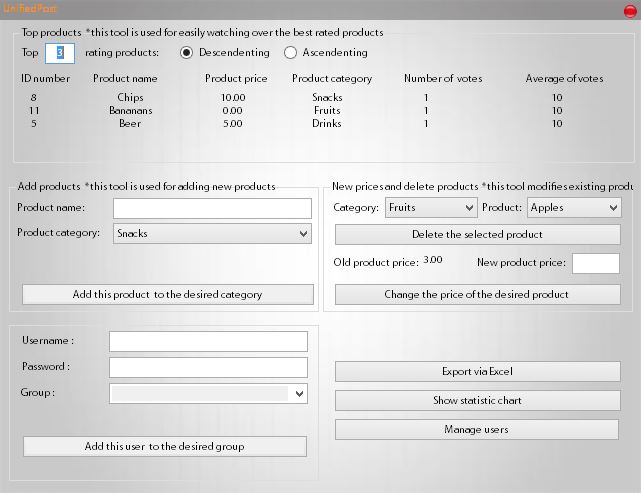 UnifiedPost
Top products *this tool is used for easily watching over the best rated products
Top 3 rating products: Descendenting Ascendenting
ID number Product name Product price Product category Number of votes Average of votes
8 Chips 10.00 Snacks 1 10
11 Bananans 0.00 Fruits 1 10
5 Beer 5.00 Drinks 1 10
Add products *this tool is used for adding new products
Product name:
Product category: Snacks
Add this product to the desired category
New prices and delete products *this tool modifies existing produ
Category: Fruits Product: Apples
Delete the selected product
Old product price: 3.00 New product price:
Change the price of the desired product
Username :
Password :
Group :
Add this user to the desired group
Export via Excel
Show statistic chart
Manage users